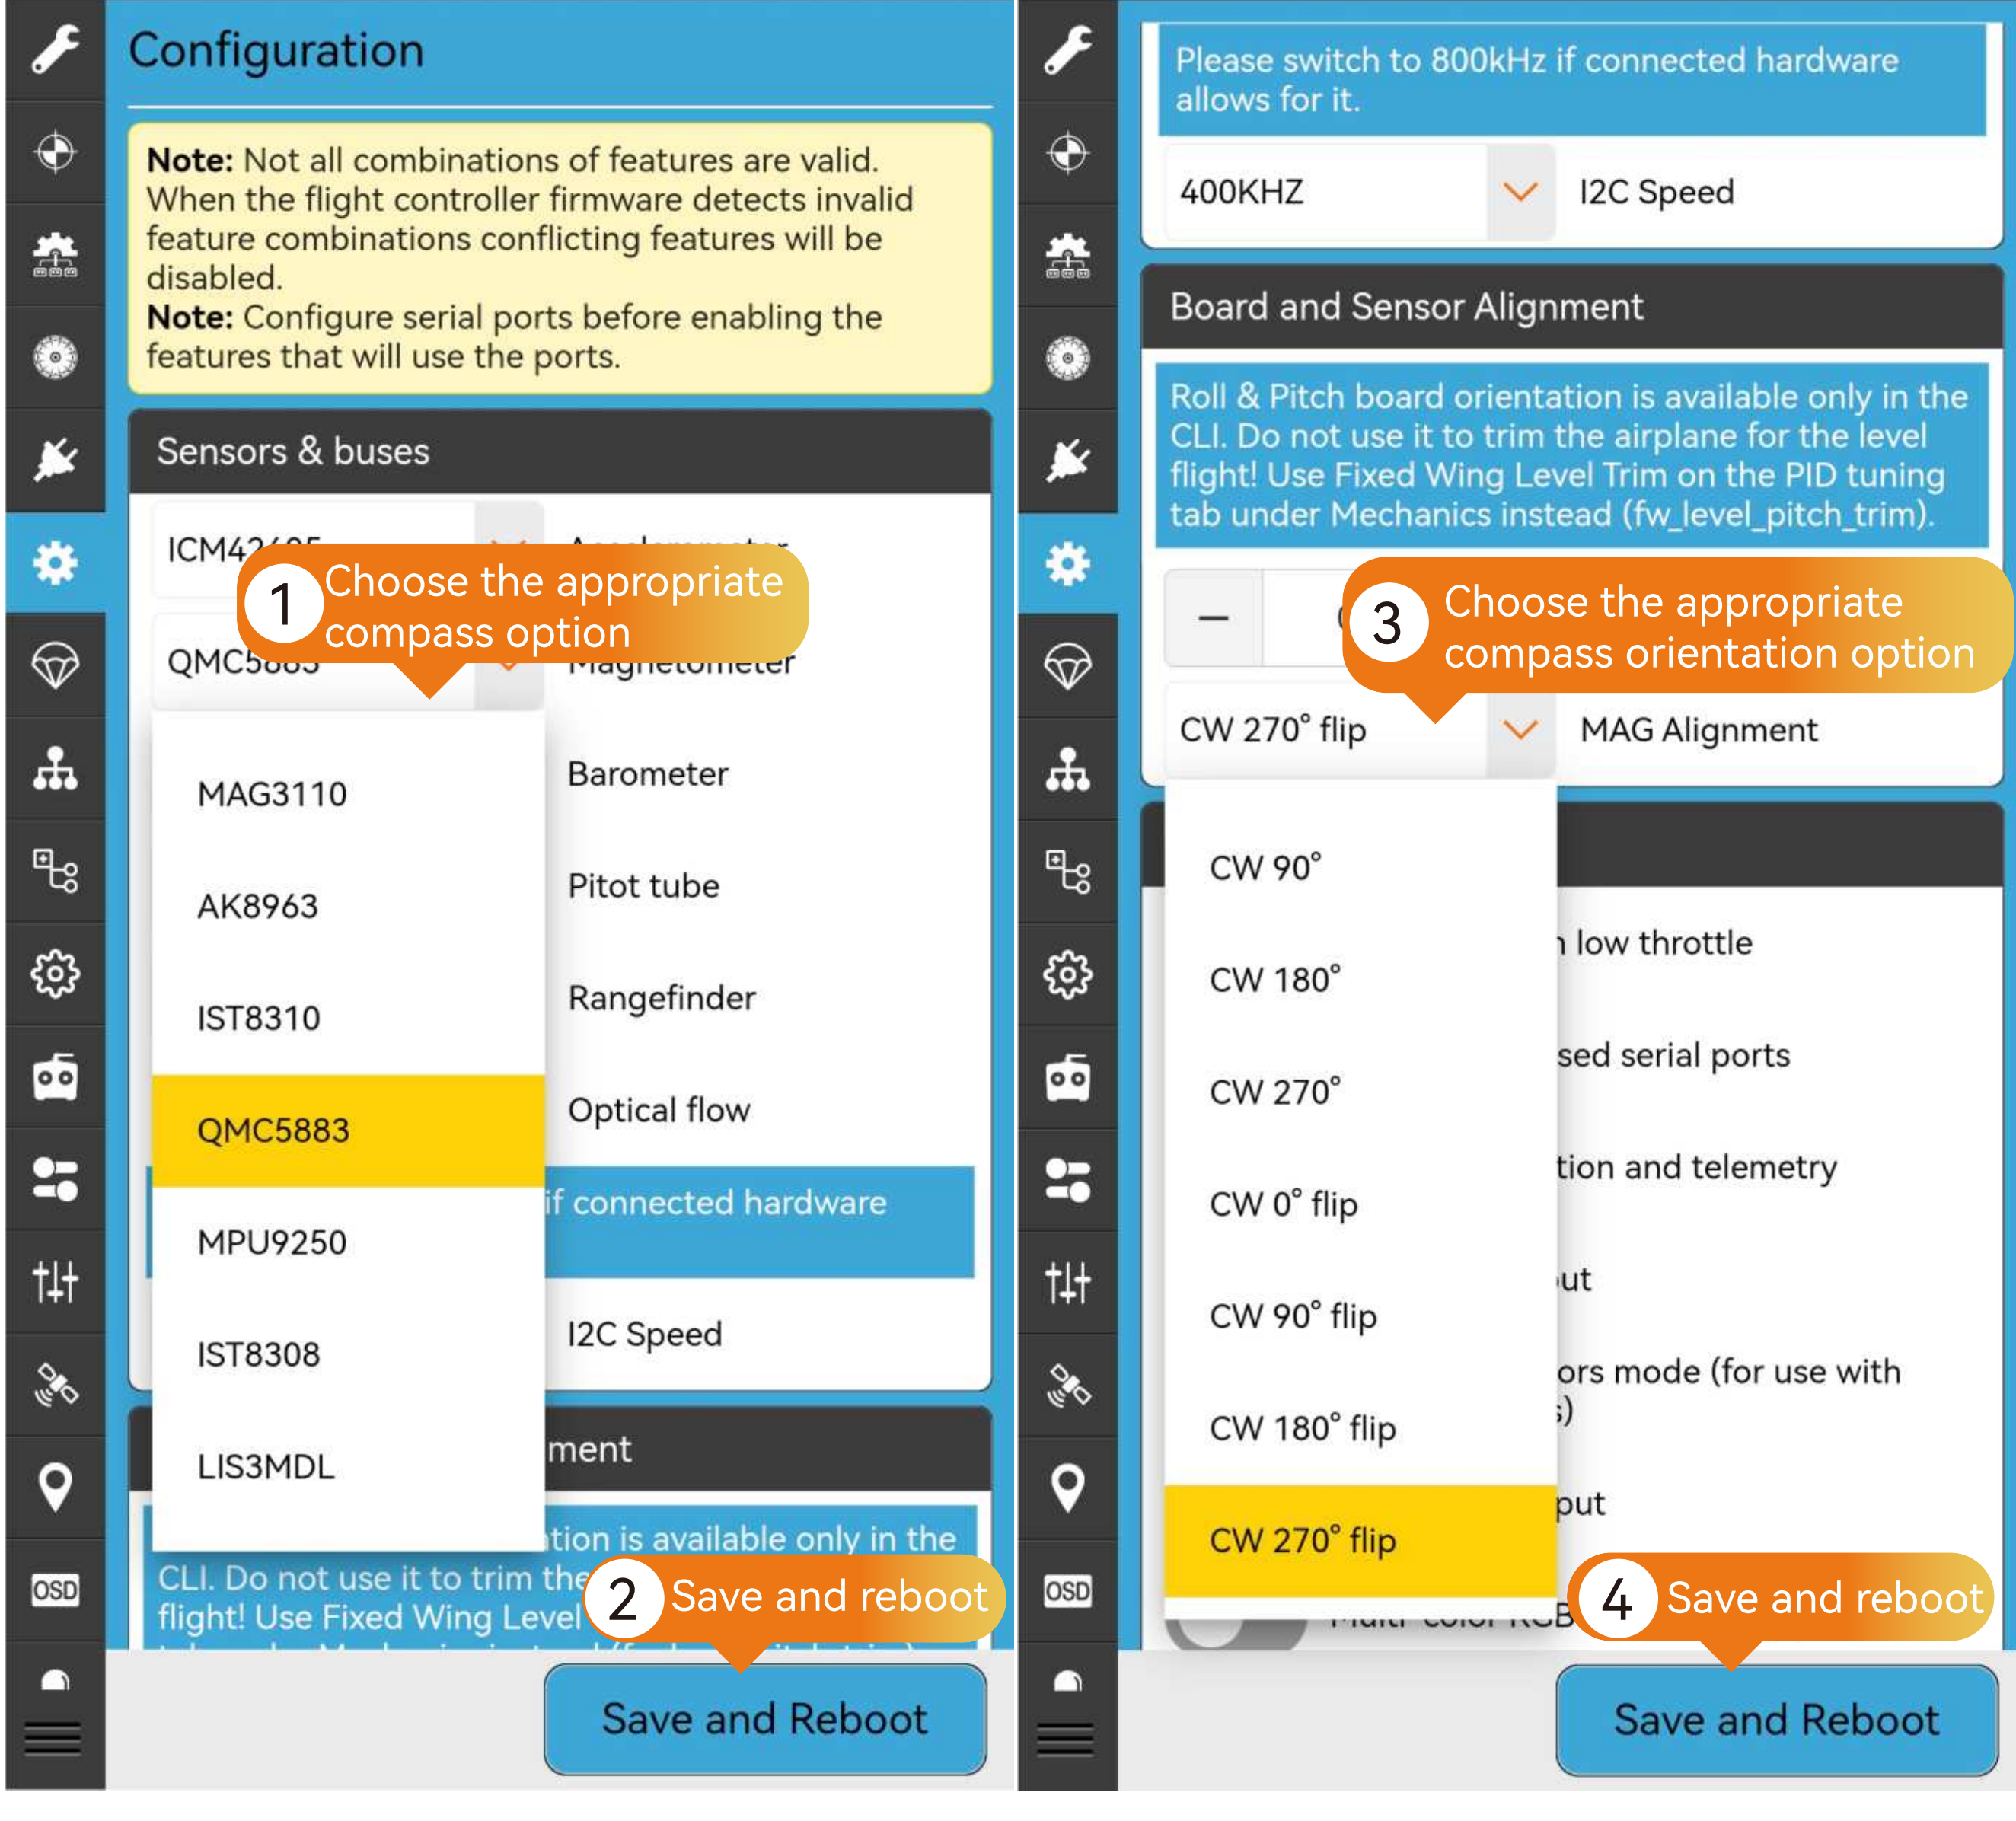 Configuration
Note: Not all combinations of features are valid.
When the flight controller firmware detects invalid
feature combinations conflicting features will be
disabled.
Note: Configure serial ports before enabling the
features that will use the ports.
Sensors & buses
1 Choose the appropriate
compass option
QMC5883 Magnetometer
MAG3110
Barometer
AK8963
Pitot tube
IST8310
Rangefinder
QMC5883
Optical flow
if connected hardware
MPU9250
I2C Speed
IST8308
ment
LIS3MDL
tion is available only in the
CLI. Do not use it to trim the
flight! Use Fixed Wing Level
2 Save and reboot
Save and Reboot
OSD
Please switch to 800kHz if connected hardware
allows for it.
400KHZ
I2C Speed
Board and Sensor Alignment
Roll & Pitch board orientation is available only in the
CLI. Do not use it to trim the airplane for the level
flight! Use Fixed Wing Level Trim on the PID tuning
tab under Mechanics instead (fw_level_pitch_trim).
3 Choose the appropriate
compass orientation option
CW 270° flip
MAG Alignment
CW 90°
low throttle
CW 180°
sed serial ports
CW 270°
tion and telemetry
CW 0° flip
ut
CW 90° flip
ors mode (for use with
s)
CW 180° flip
put
CW 270° flip
4 Save and reboot
Save and Reboot
OSD